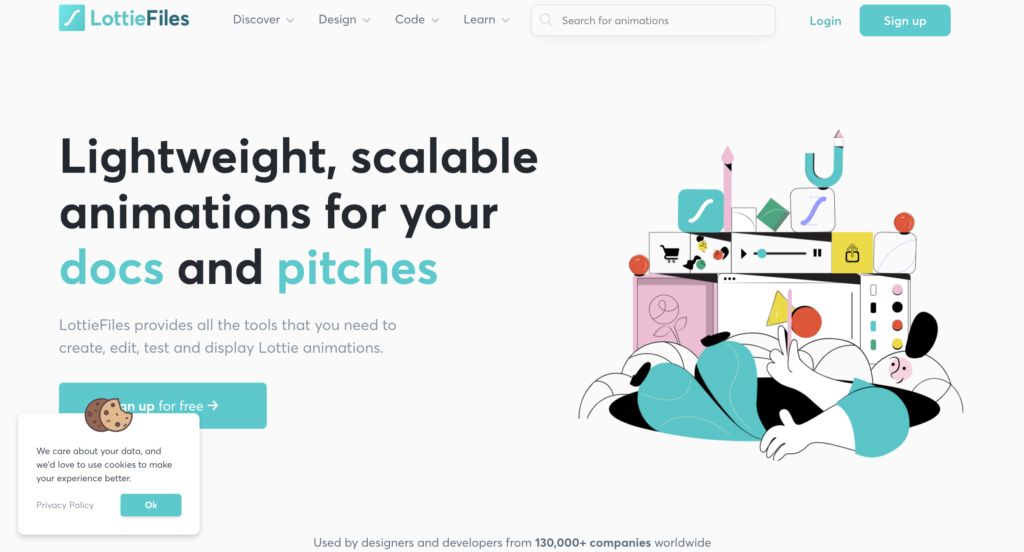 LottieFiles
Discover
Design
Code
Learn
Search for animations
Login
Sign up
Lightweight, scalable
animations for your
docs and pitches
LottieFiles provides all the tools that you need to
create, edit, test and display Lottie animations.
up for free →
We care about your data, and
we'd love to use cookies to make
your experience better.
Privacy Policy
Ok
Used by designers and developers from 130,000+ companies worldwide